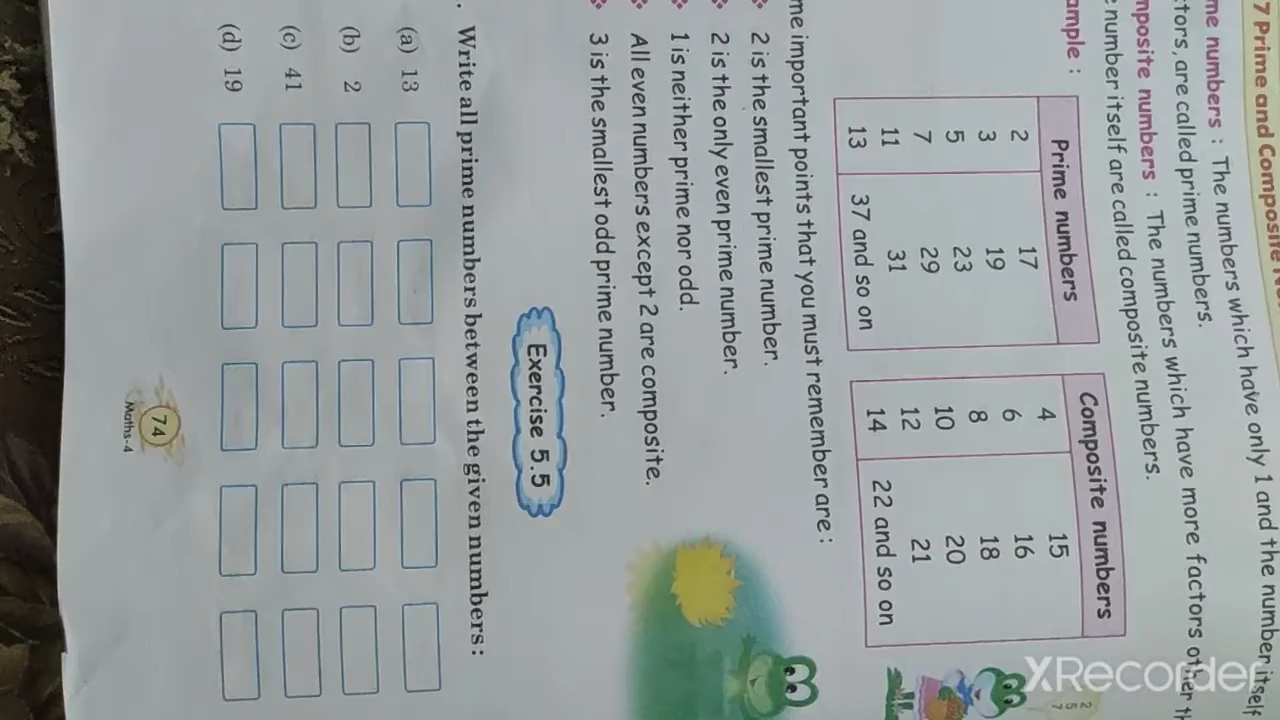 7 Prime and Composite
me numbers : The numbers which have only 1 and the number itself
ctors, are called prime numbers.
mposite numbers : The numbers which have more factors other th
e number itself are called composite numbers.
ample :
Prime numbers
2 17
3 19
5 23
7 29
11 31
13 37 and so on
Composite numbers
4 15
6 16
8 18
10 20
12 21
14 22 and so on
2
5
7
me important points that you must remember are :
2 is the smallest prime number.
2 is the only even prime number.
1 is neither prime nor odd.
All even numbers except 2 are composite.
3 is the smallest odd prime number.
Exercise 5.5
. Write all prime numbers between the given numbers:
(a) 13
(b) 2
(c) 41
(d) 19
74
Maths-4
XRecorder